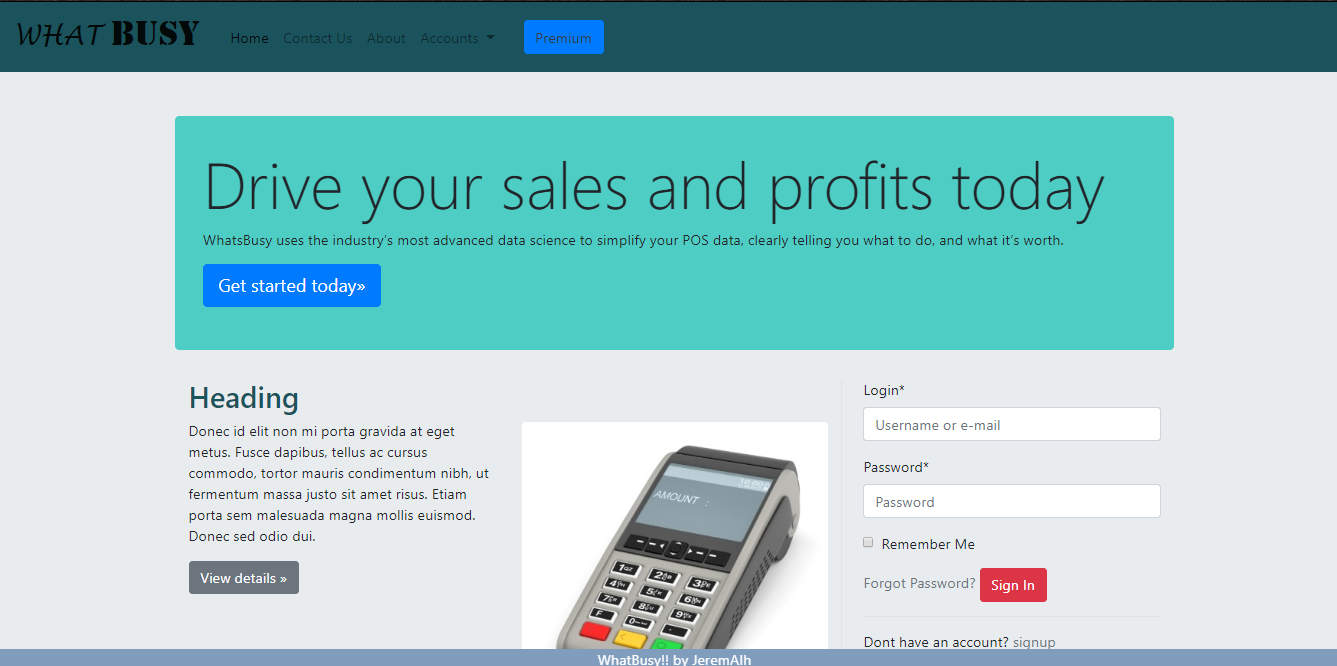 WHAT BUSY
Home Contact Us About Accounts Premium
Drive your sales and profits today
WhatsBusy uses the industry's most advanced data science to simplify your POS data, clearly telling you what to do, and what it's worth.
Get started today»
Heading
Donec id elit non mi porta gravida at eget
metus. Fusce dapibus, tellus ac cursus
commodo, tortor mauris condimentum nibh, ut
fermentum massa justo sit amet risus. Etiam
porta sem malesuada magna mollis euismod.
Donec sed odio dui.
View details »
AMOUNT :
Login*
Username or e-mail
Password*
Password
Remember Me
Forgot Password? Sign In
Dont have an account? signup
WhatBusy!! by JeremAlh